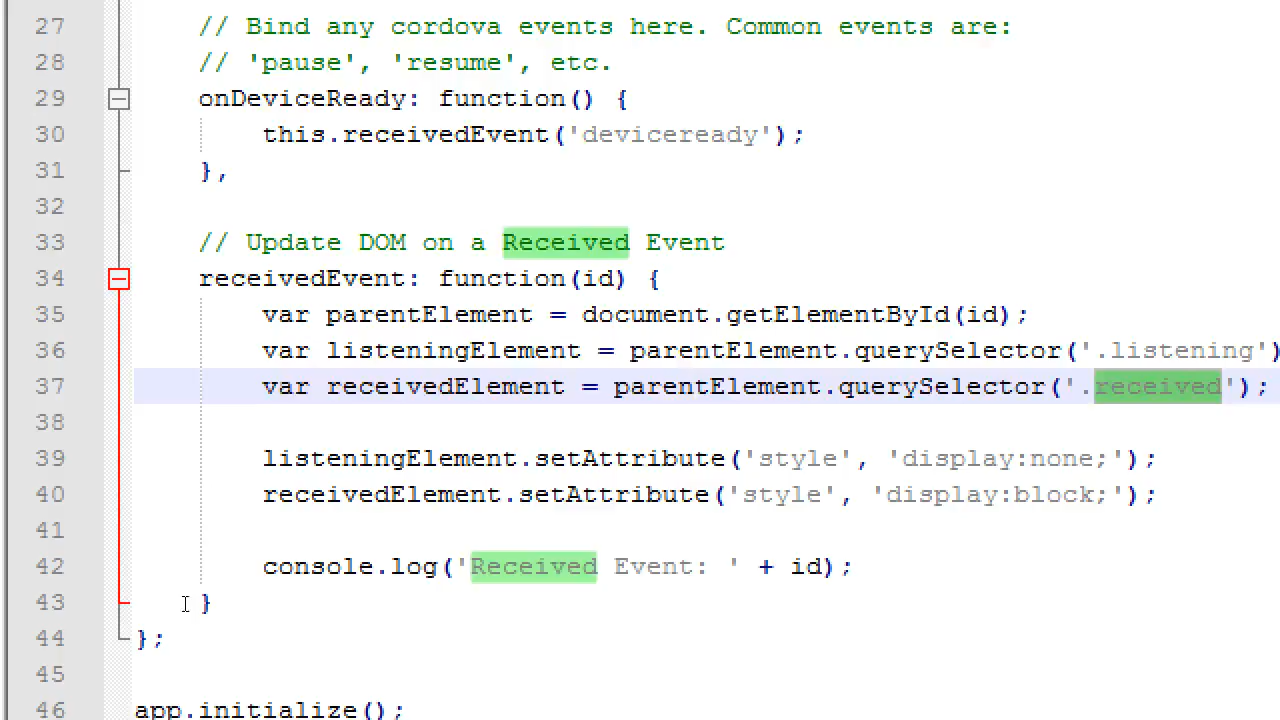 27 // Bind any cordova events here. Common events are:
28 // 'pause', 'resume', etc.
29 onDeviceReady: function() {
30 this.receivedEvent('deviceready');
31 },
32
33 // Update DOM on a Received Event
34 receivedEvent: function(id) {
35 var parentElement = document.getElementById(id);
36 var listeningElement = parentElement.querySelector('.listening')
37 var receivedElement = parentElement.querySelector('.received');
38
39 listeningElement.setAttribute('style', 'display:none;');
40 receivedElement.setAttribute('style', 'display:block;');
41
42 console.log('Received Event: ' + id);
43 }
44 };
45
46 app.initialize();